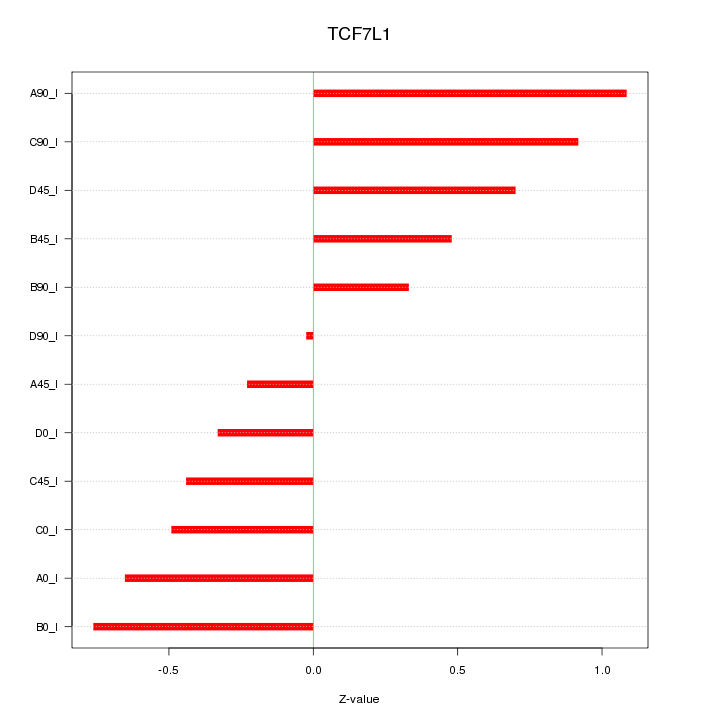 TCF7L1
A90_I
C90_I
D45_I
B45_I
B90_I
D90_I
A45_I
D0_I
C45_I
C0_I
A0_I
B0_I
-0.5 0.0 0.5 1.0
Z-value